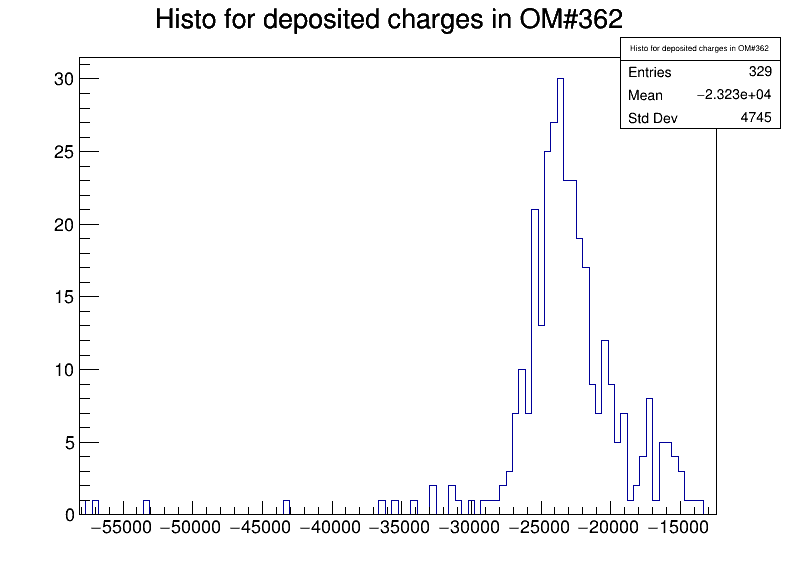 Histo for deposited charges in OM#362
Histo for deposited charges in OM#362
Entries 329
Mean −2.323e+04
Std Dev 4745
30
25
20
15
10
5
0
−55000 −50000 −45000 −40000 −35000 −30000 −25000 −20000 −15000